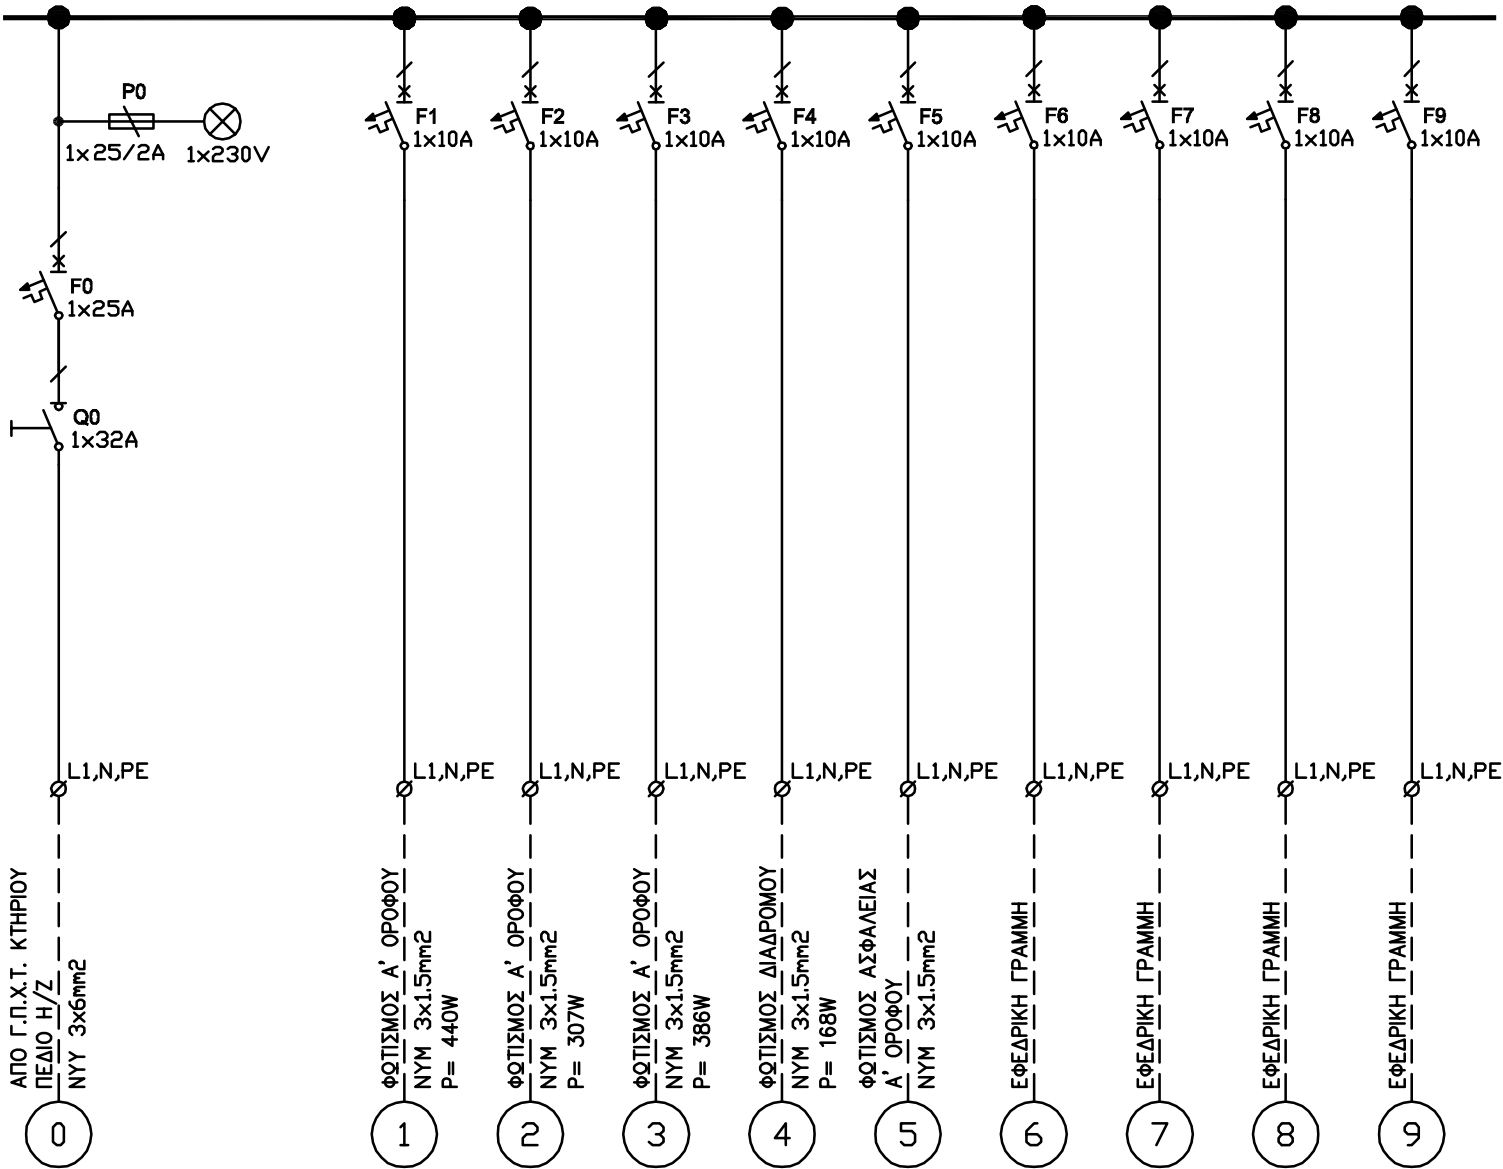 P0
1x25/2A
1x230V
F0
1x25A
Q0
1x32A
F1
1x10A
F2
1x10A
F3
1x10A
F4
1x10A
F5
1x10A
F6
1x10A
F7
1x10A
F8
1x10A
F9
1x10A
L1,N,PE
L1,N,PE
L1,N,PE
L1,N,PE
L1,N,PE
L1,N,PE
L1,N,PE
L1,N,PE
L1,N,PE
L1,N,PE
ΑΠΟ Γ.Π.Χ.Τ. ΚΤΗΡΙΟΥ
ΠΕΔΙΟ Η/Ζ
NYY 3x6mm2
ΦΩΤΙΣΜΟΣ Α' ΟΡΟΦΟΥ
NYM 3x1.5mm2
P= 440W
ΦΩΤΙΣΜΟΣ Α' ΟΡΟΦΟΥ
NYM 3x1.5mm2
P= 307W
ΦΩΤΙΣΜΟΣ Α' ΟΡΟΦΟΥ
NYM 3x1.5mm2
P= 386W
ΦΩΤΙΣΜΟΣ ΔΙΑΔΡΟΜΟΥ
NYM 3x1.5mm2
P= 168W
ΦΩΤΙΣΜΟΣ ΑΣΦΑΛΕΙΑΣ
Α' ΟΡΟΦΟΥ
NYM 3x1.5mm2
ΕΦΕΔΡΙΚΗ ΓΡΑΜΜΗ
ΕΦΕΔΡΙΚΗ ΓΡΑΜΜΗ
ΕΦΕΔΡΙΚΗ ΓΡΑΜΜΗ
ΕΦΕΔΡΙΚΗ ΓΡΑΜΜΗ
0
1
2
3
4
5
6
7
8
9